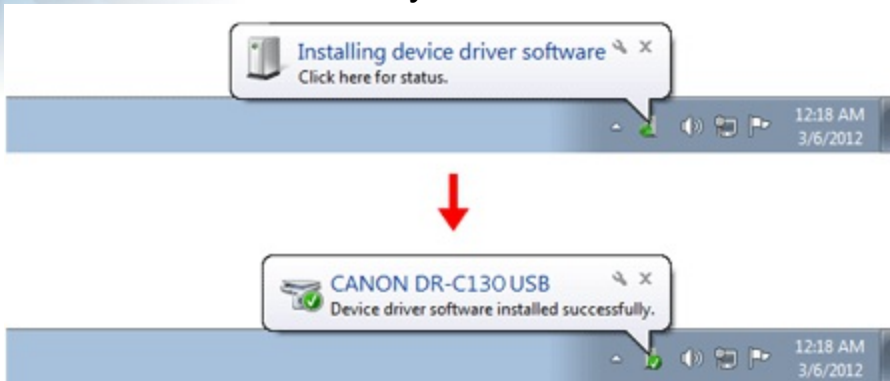 Installing device driver software
Click here for status.
12:18 AM
3/6/2012
CANON DR-C130 USB
Device driver software installed successfully.
12:18 AM
3/6/2012